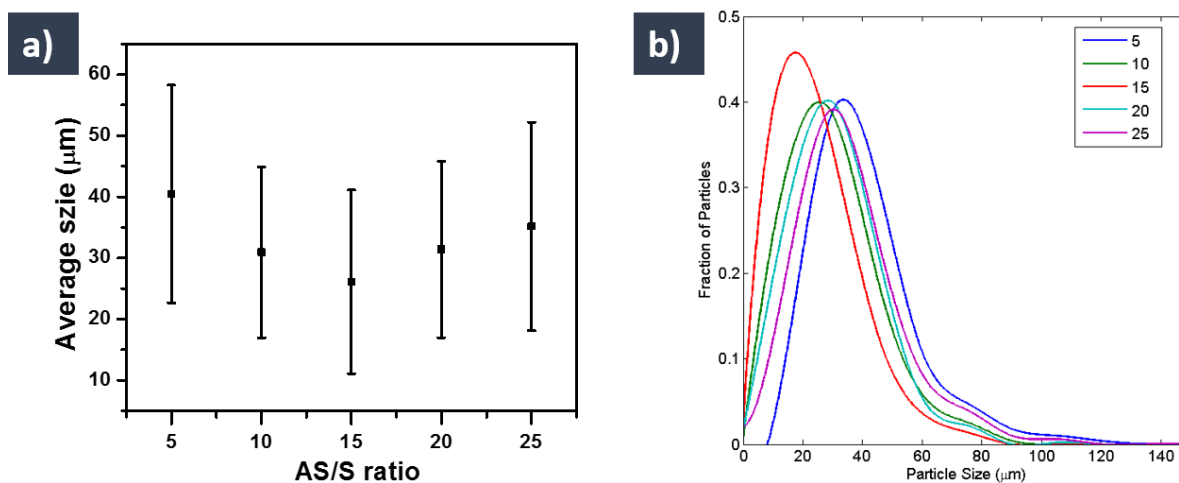 a)
Average szie (μm)
60
50
40
30
20
10
5 10 15 20 25
AS/S ratio
b)
Fraction of Particles
0.5
0.4
0.3
0.2
0.1
0
0 20 40 60 80 100 120 140
Particle Size (μm)
5
10
15
20
25